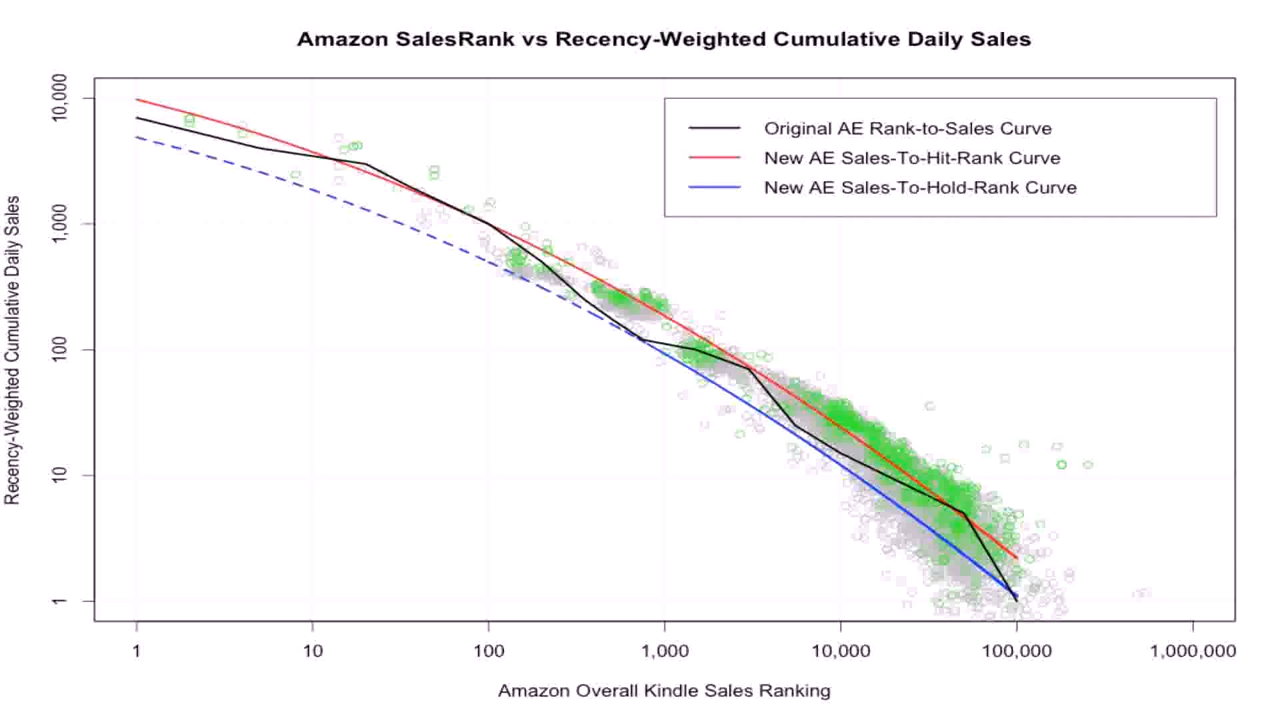 Amazon SalesRank vs Recency-Weighted Cumulative Daily Sales
Recency-Weighted Cumulative Daily Sales
10,000
1,000
100
10
1
Original AE Rank-to-Sales Curve
New AE Sales-To-Hit-Rank Curve
New AE Sales-To-Hold-Rank Curve
1 10 100 1,000 10,000 100,000 1,000,000
Amazon Overall Kindle Sales Ranking